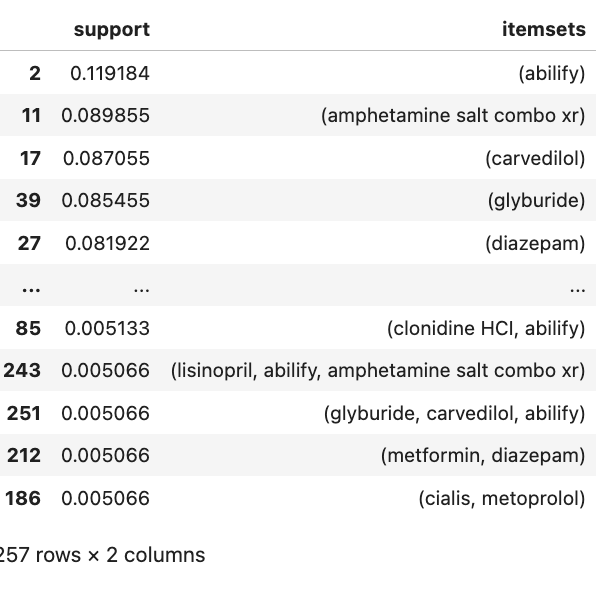 support itemsets
2 0.119184 (abilify)
11 0.089855 (amphetamine salt combo xr)
17 0.087055 (carvedilol)
39 0.085455 (glyburide)
27 0.081922 (diazepam)
... ... ...
85 0.005133 (clonidine HCI, abilify)
243 0.005066 (lisinopril, abilify, amphetamine salt combo xr)
251 0.005066 (glyburide, carvedilol, abilify)
212 0.005066 (metformin, diazepam)
186 0.005066 (cialis, metoprolol)
257 rows × 2 columns